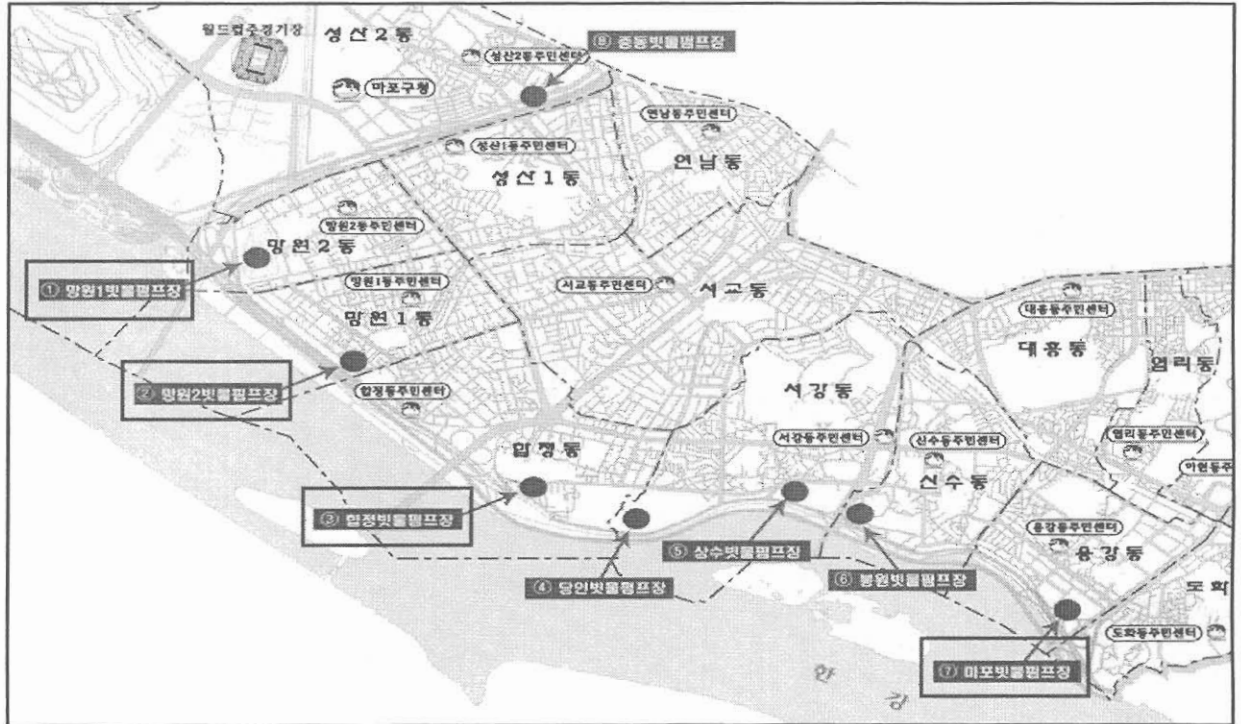 월드컵주경기장
성산2동
⑧ 중동빗물펌프장
성산2동주민센터
마포구청
연남동주민센터
성산1동주민센터
연남동
성산1동
망원2동주민센터
망원2동
① 망원1빗물펌프장
망원1동주민센터
서교동주민센터
서교동
대흥동주민센터
망원1동
대흥동
염리동
② 망원2빗물펌프장
합정동주민센터
서강동
서강동주민센터
신수동주민센터
염리동주민센터
아현동주
합정동
신수동
③ 합정빗물펌프장
용강동주민센터
⑤ 상수빗물펌프장
용강동
④ 당인빗물펌프장
⑥ 봉원빗물펌프장
도화
도화동주민센터
⑦ 마포빗물펌프장
한강